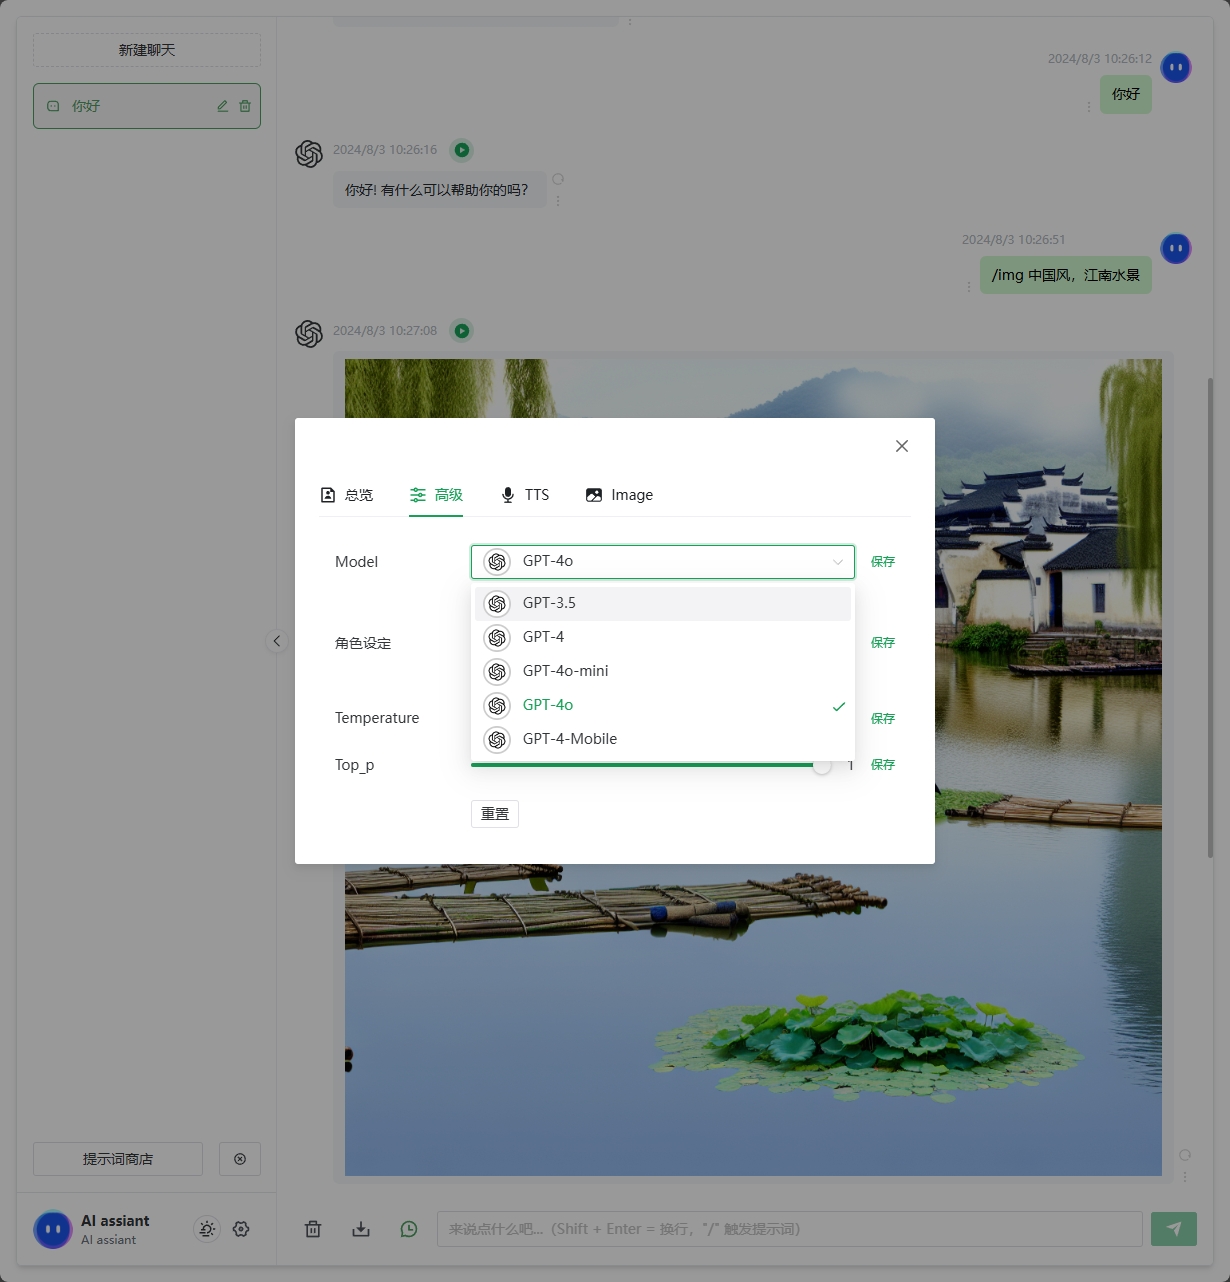 新建聊天
你好
2024/8/3 10:26:12
你好
2024/8/3 10:26:16
你好! 有什么可以帮助你的吗?
2024/8/3 10:26:51
/img 中国风，江南水景
2024/8/3 10:27:08
总览
高级
TTS
Image
Model
GPT-4o
保存
GPT-3.5
GPT-4
GPT-4o-mini
GPT-4o
GPT-4-Mobile
角色设定
保存
Temperature
保存
Top_p
1
保存
重置
提示词商店
AI assiant
AI assiant
来说点什么吧...（Shift + Enter = 换行，"/" 触发提示词）